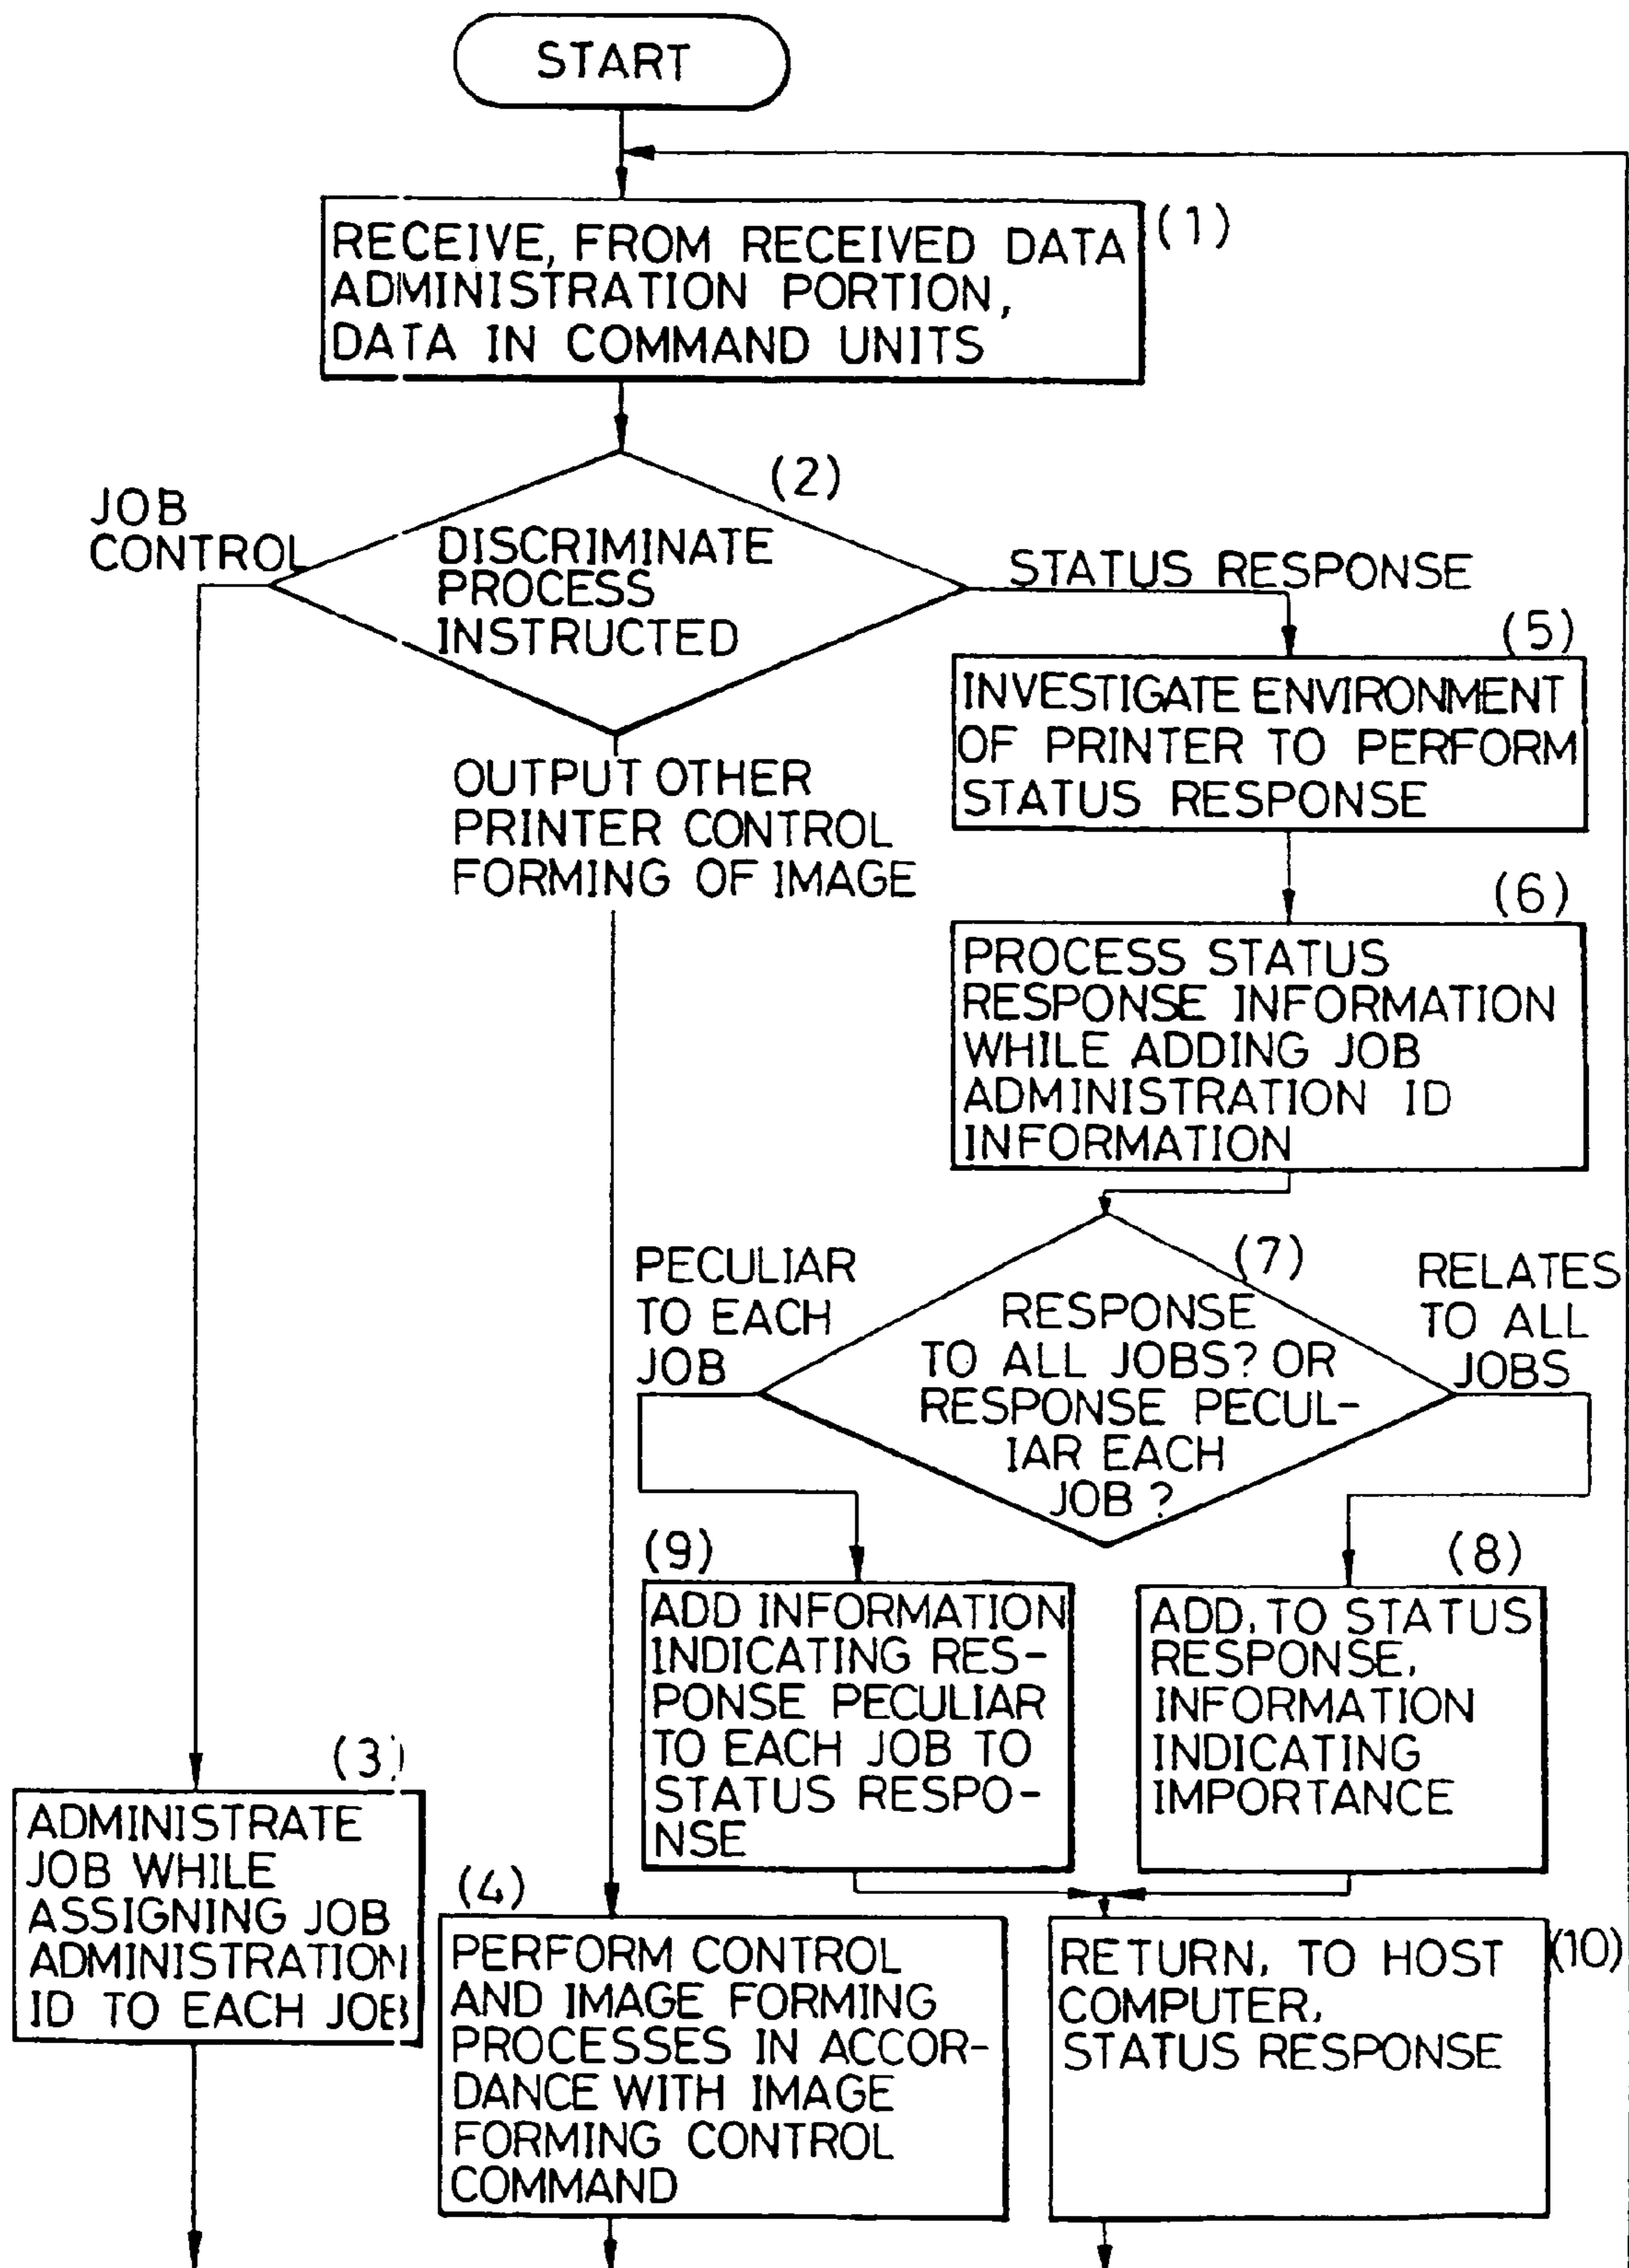 START
(1)
RECEIVE, FROM RECEIVED DATA
ADMINISTRATION PORTION,
DATA IN COMMAND UNITS
(2)
DISCRIMINATE
PROCESS
INSTRUCTED
JOB
CONTROL
STATUS RESPONSE
OUTPUT OTHER
PRINTER CONTROL
FORMING OF IMAGE
(5)
INVESTIGATE ENVIRONMENT
OF PRINTER TO PERFORM
STATUS RESPONSE
(6)
PROCESS STATUS
RESPONSE INFORMATION
WHILE ADDING JOB
ADMINISTRATION ID
INFORMATION
(7)
RESPONSE
TO ALL JOBS? OR
RESPONSE PECUL-
IAR EACH
JOB ?
PECULIAR
TO EACH
JOB
RELATES
TO ALL
JOBS
(9)
ADD INFORMATION
INDICATING RES-
PONSE PECULIAR
TO EACH JOB TO
STATUS RESPO-
NSE
(8)
ADD, TO STATUS
RESPONSE,
INFORMATION
INDICATING
IMPORTANCE
(3)
ADMINISTRATE
JOB WHILE
ASSIGNING JOB
ADMINISTRATION
ID TO EACH JOB
(4)
PERFORM CONTROL
AND IMAGE FORMING
PROCESSES IN ACCOR-
DANCE WITH IMAGE
FORMING CONTROL
COMMAND
(10)
RETURN, TO HOST
COMPUTER,
STATUS RESPONSE